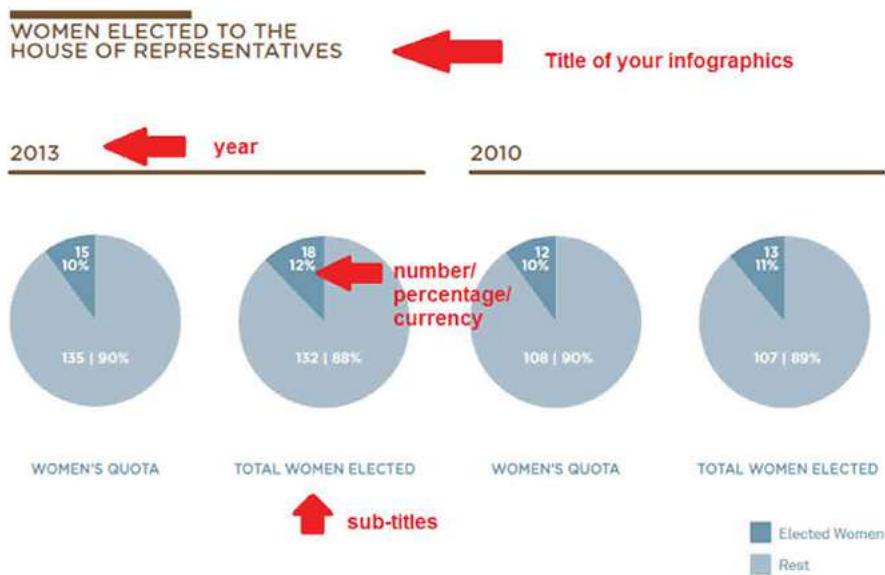 WOMEN ELECTED TO THE
HOUSE OF REPRESENTATIVES
Title of your infographics
2013
year
2010
15
10%
135 | 90%
18
12%
132 | 88%
number/
percentage/
currency
12
10%
108 | 90%
13
11%
107 | 89%
WOMEN'S QUOTA
TOTAL WOMEN ELECTED
WOMEN'S QUOTA
TOTAL WOMEN ELECTED
sub-titles
Elected Women
Rest